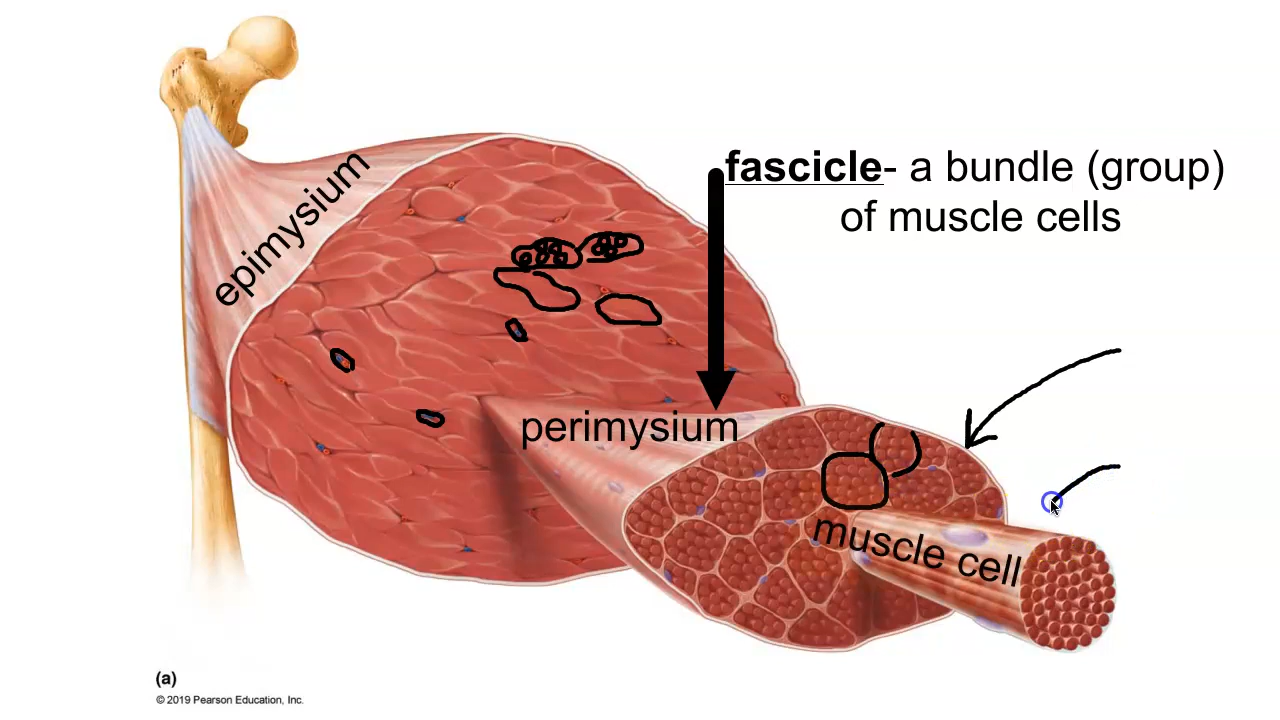 fascicle- a bundle (group)
of muscle cells
epimysium
perimysium
muscle cell
(a)
© 2019 Pearson Education, Inc.